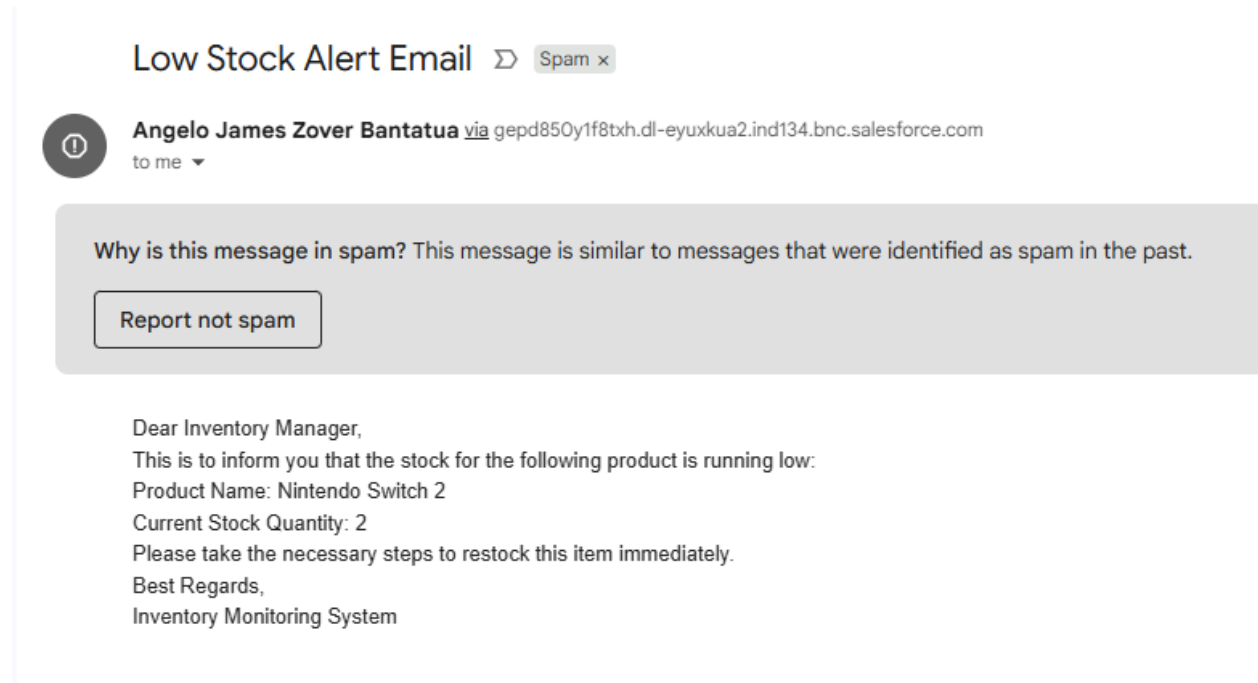 Low Stock Alert Email Spam ×
Angelo James Zover Bantatua via gepd850y1f8txh.dl-eyuxkua2.ind134.bnc.salesforce.com
to me
Why is this message in spam? This message is similar to messages that were identified as spam in the past.
Report not spam
Dear Inventory Manager,
This is to inform you that the stock for the following product is running low:
Product Name: Nintendo Switch 2
Current Stock Quantity: 2
Please take the necessary steps to restock this item immediately.
Best Regards,
Inventory Monitoring System